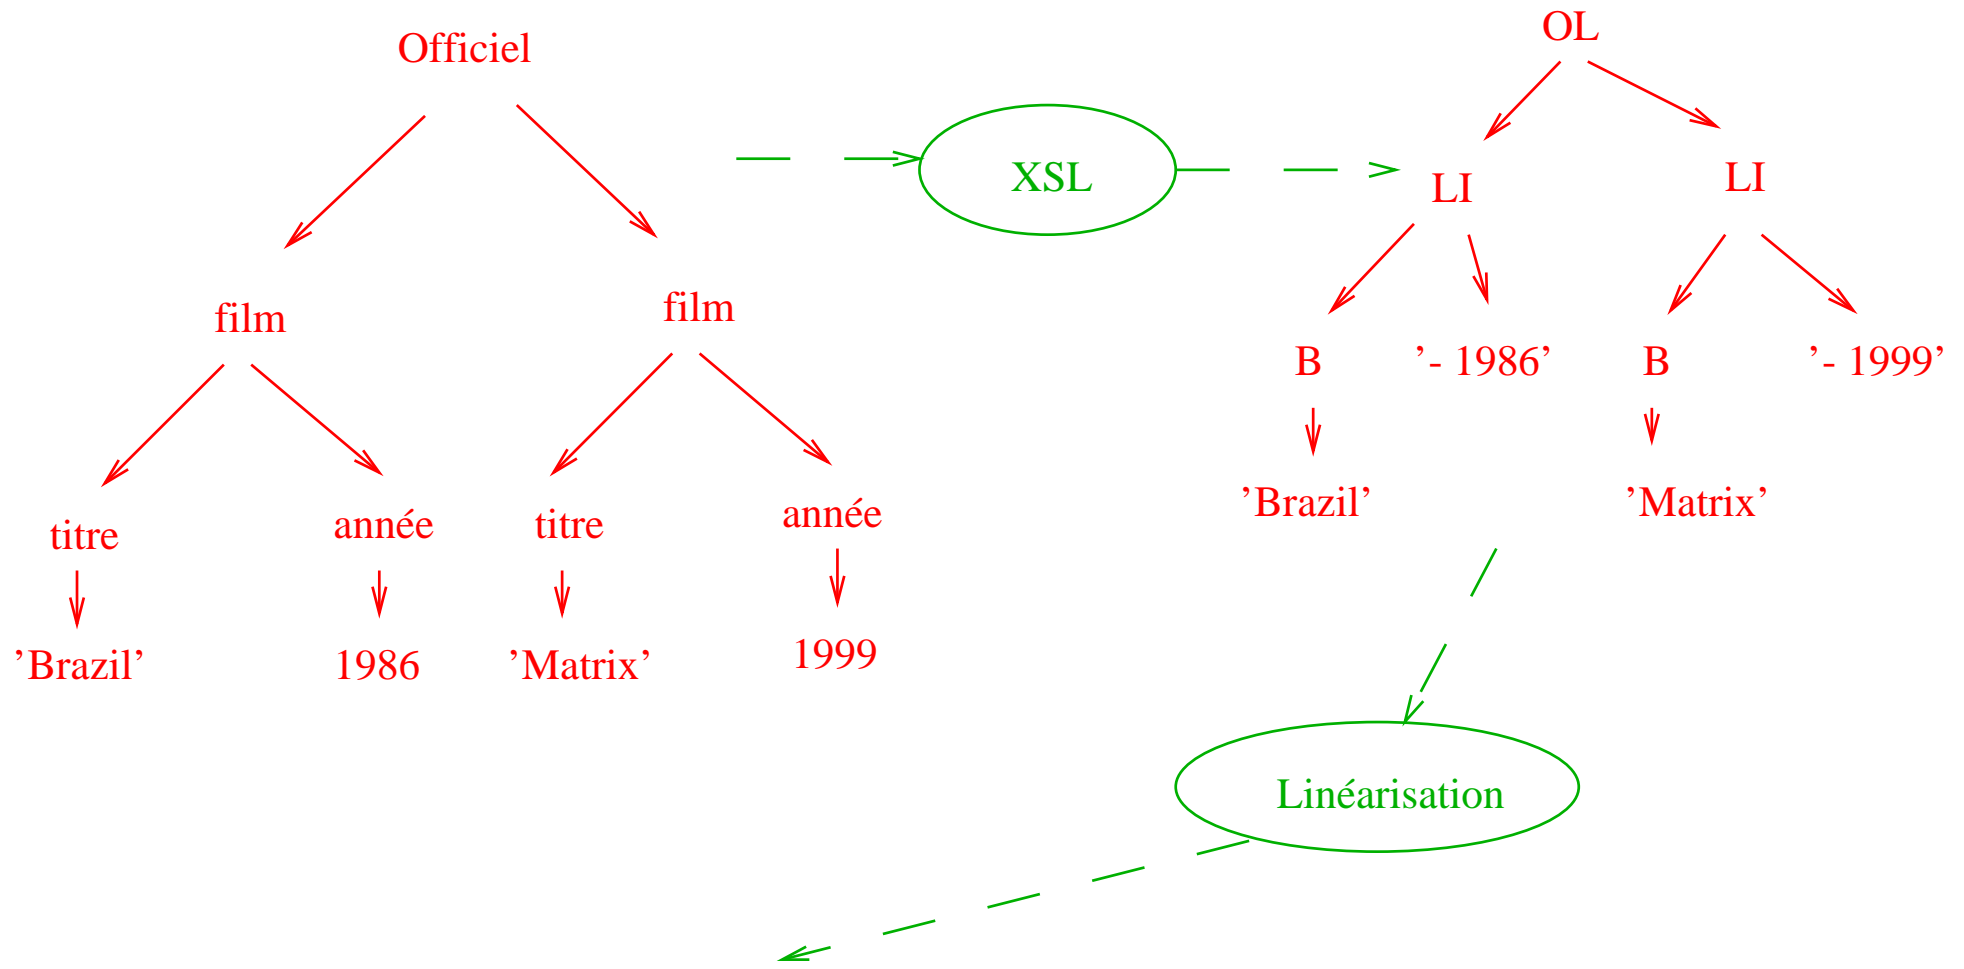 Officiel
film
film
titre
année
titre
année
’Brazil’
1986
’Matrix’
1999
XSL
OL
LI
LI
B
’- 1986’
B
’- 1999’
’Brazil’
’Matrix’
Linéarisation